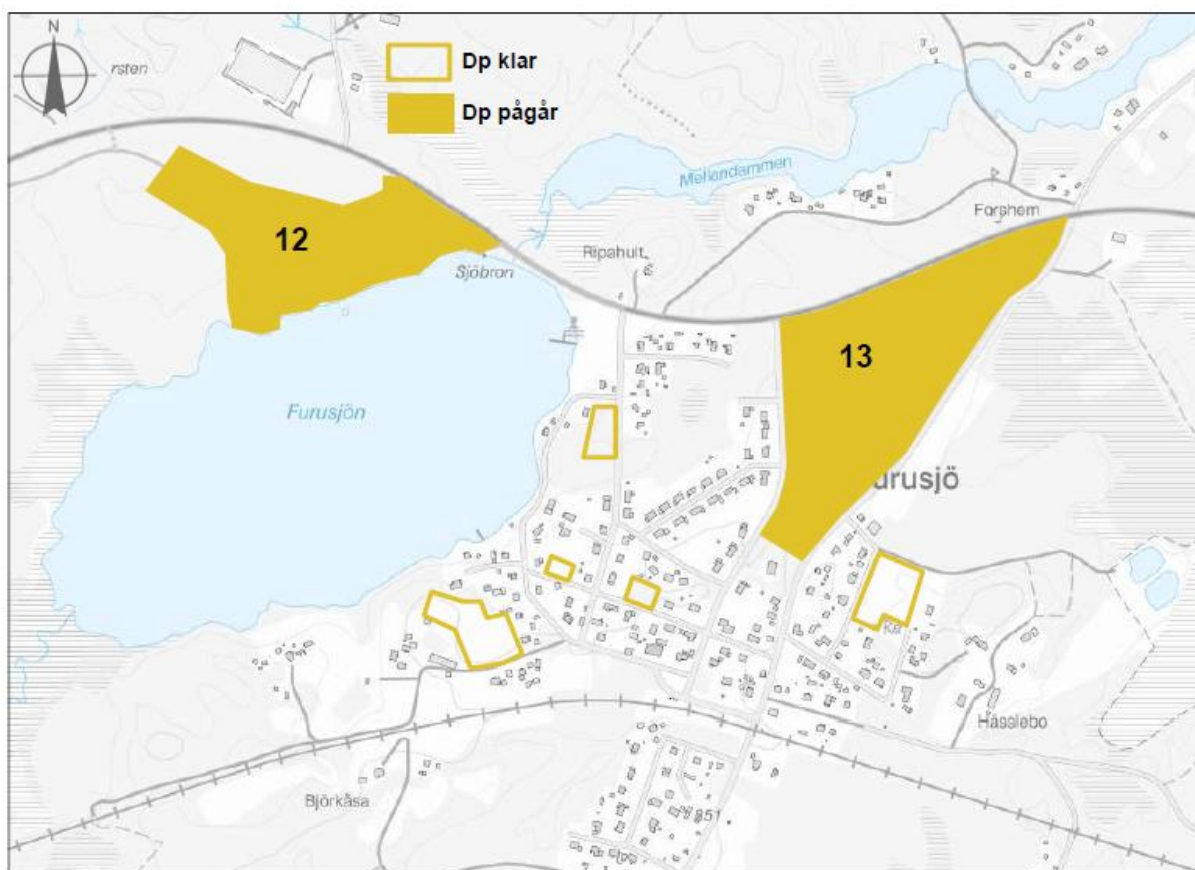 N
rsten
Dp klar
Dp pågår
Mellandammen
Forshem
12
Sjöbron
Ripahult
13
Furusjön
urusjö
Hässlebo
Björkåsa